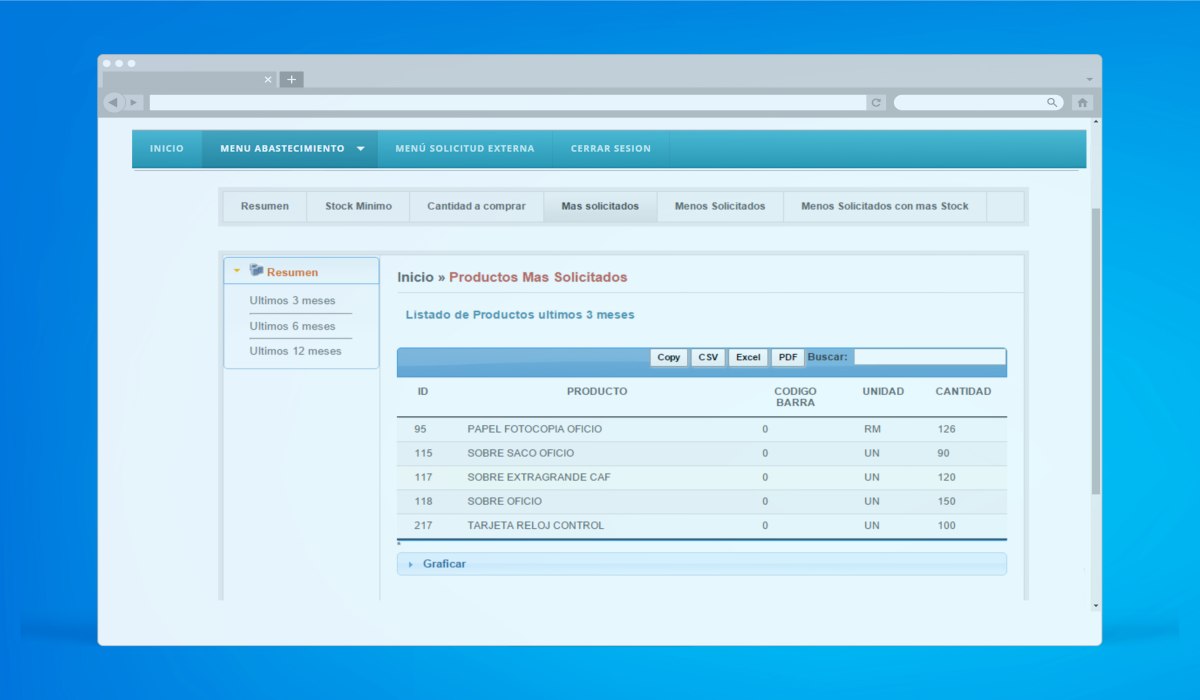 INICIO MENU ABASTECIMIENTO MENÚ SOLICITUD EXTERNA CERRAR SESION
Resumen Stock Minimo Cantidad a comprar Mas solicitados Menos Solicitados Menos Solicitados con mas Stock
Resumen
Ultimos 3 meses
Ultimos 6 meses
Ultimos 12 meses
Inicio » Productos Mas Solicitados
Listado de Productos ultimos 3 meses
Copy CSV Excel PDF Buscar:
ID PRODUCTO CODIGO BARRA UNIDAD CANTIDAD
95 PAPEL FOTOCOPIA OFICIO 0 RM 126
115 SOBRE SACO OFICIO 0 UN 90
117 SOBRE EXTRAGRANDE CAF 0 UN 120
118 SOBRE OFICIO 0 UN 150
217 TARJETA RELOJ CONTROL 0 UN 100
Graficar